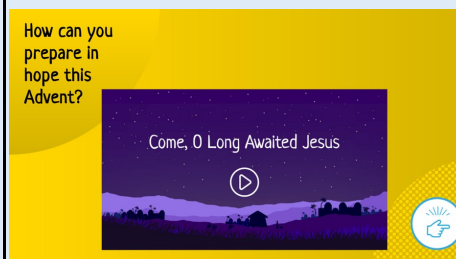 How can you
prepare in
hope this
Advent?
Come, O Long Awaited Jesus